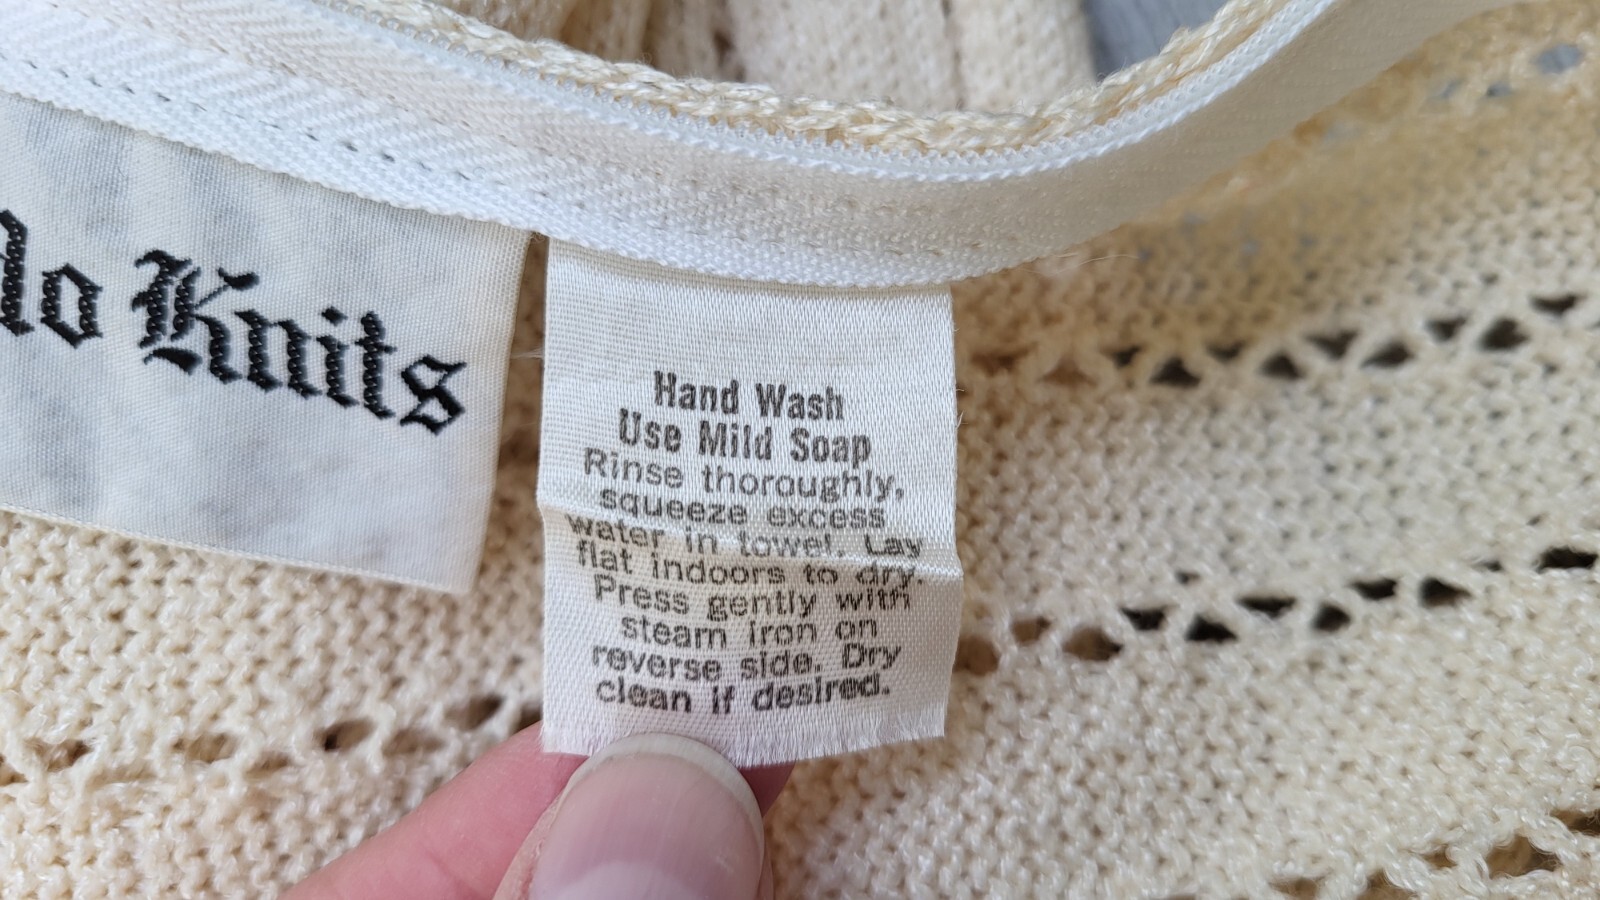 Knits
Hand Wash
Use Mild Soap
Rinse thoroughly,
squeeze excess
water in towel. Lay
flat indoors to dry.
Press gently with
steam iron on
reverse side. Dry
clean if desired.